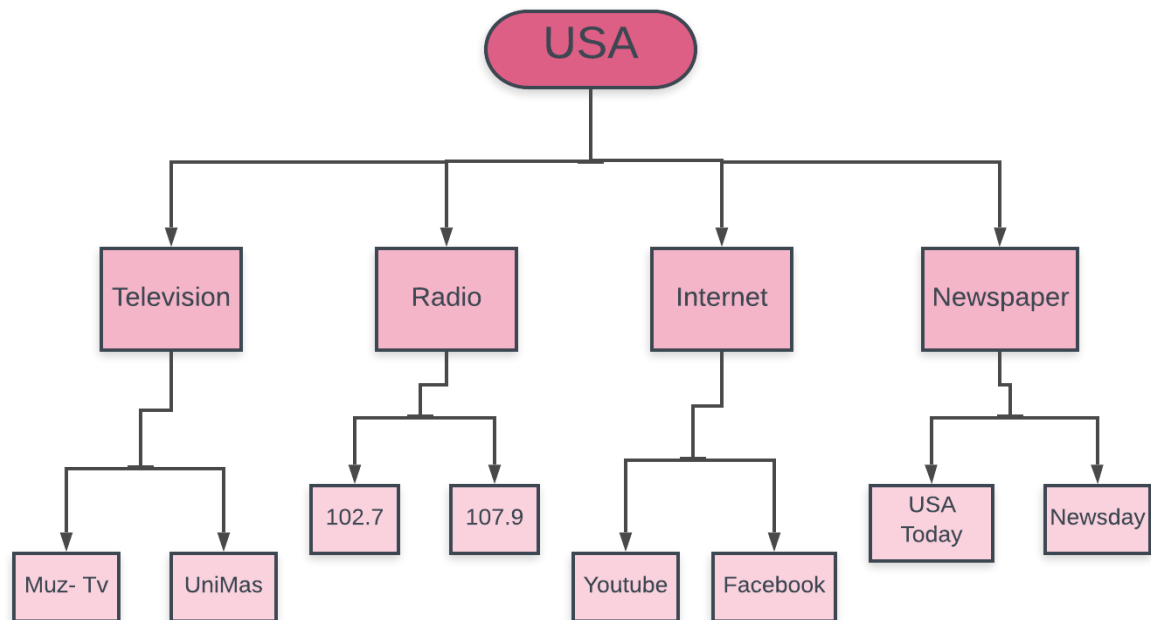 USA
Television
Radio
Internet
Newspaper
102.7
107.9
USA
Today
Newsday
Muz- Tv
UniMas
Youtube
Facebook